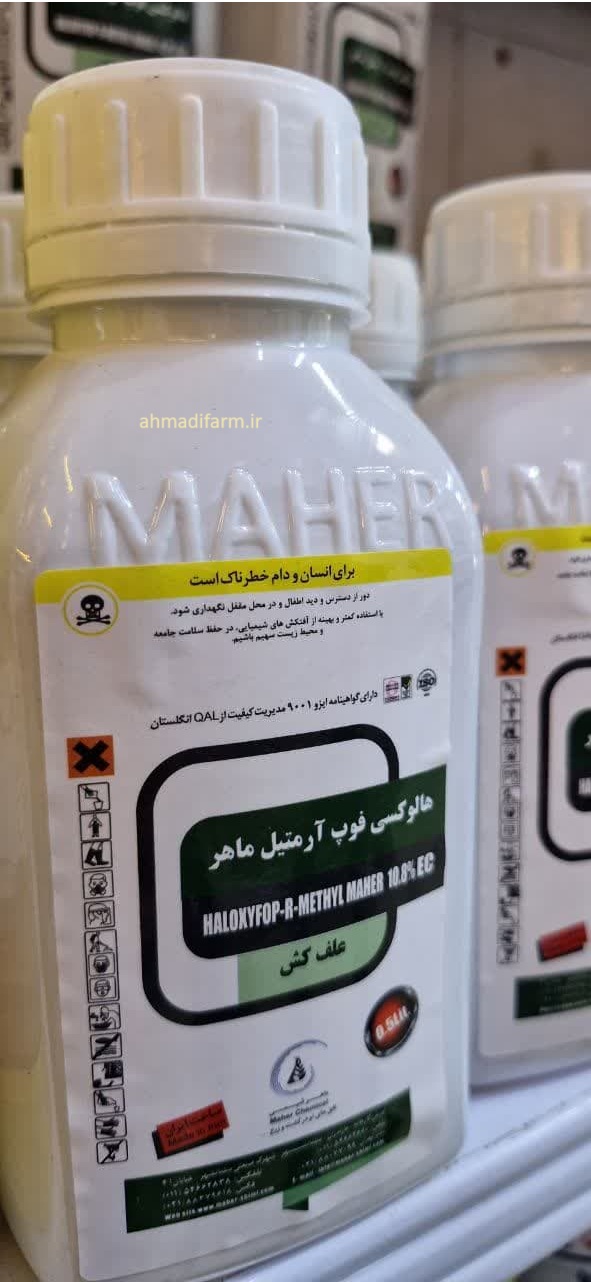 ahmadifarm.ir
MAHER
برای انسان و دام خطرناک است
دور از دسترس و دید اطفال و در محل مقفل نگهداری شود.
با استفاده کمتر و بهینه از آفتکش های شیمیایی، در حفظ سلامت جامعه
و محیط زیست سهیم باشیم.
ISO
دارای گواهینامه ایزو ۹۰۰۱ مدیریت کیفیت از QAL انگلستان
هالوکسی فوپ آر متیل ماهر
HALOXYFOP-R-METHYL MAHER 10.8% EC
علف کش
0.5Lit
Maher Chemical
ساخت ایران
Made in Iran